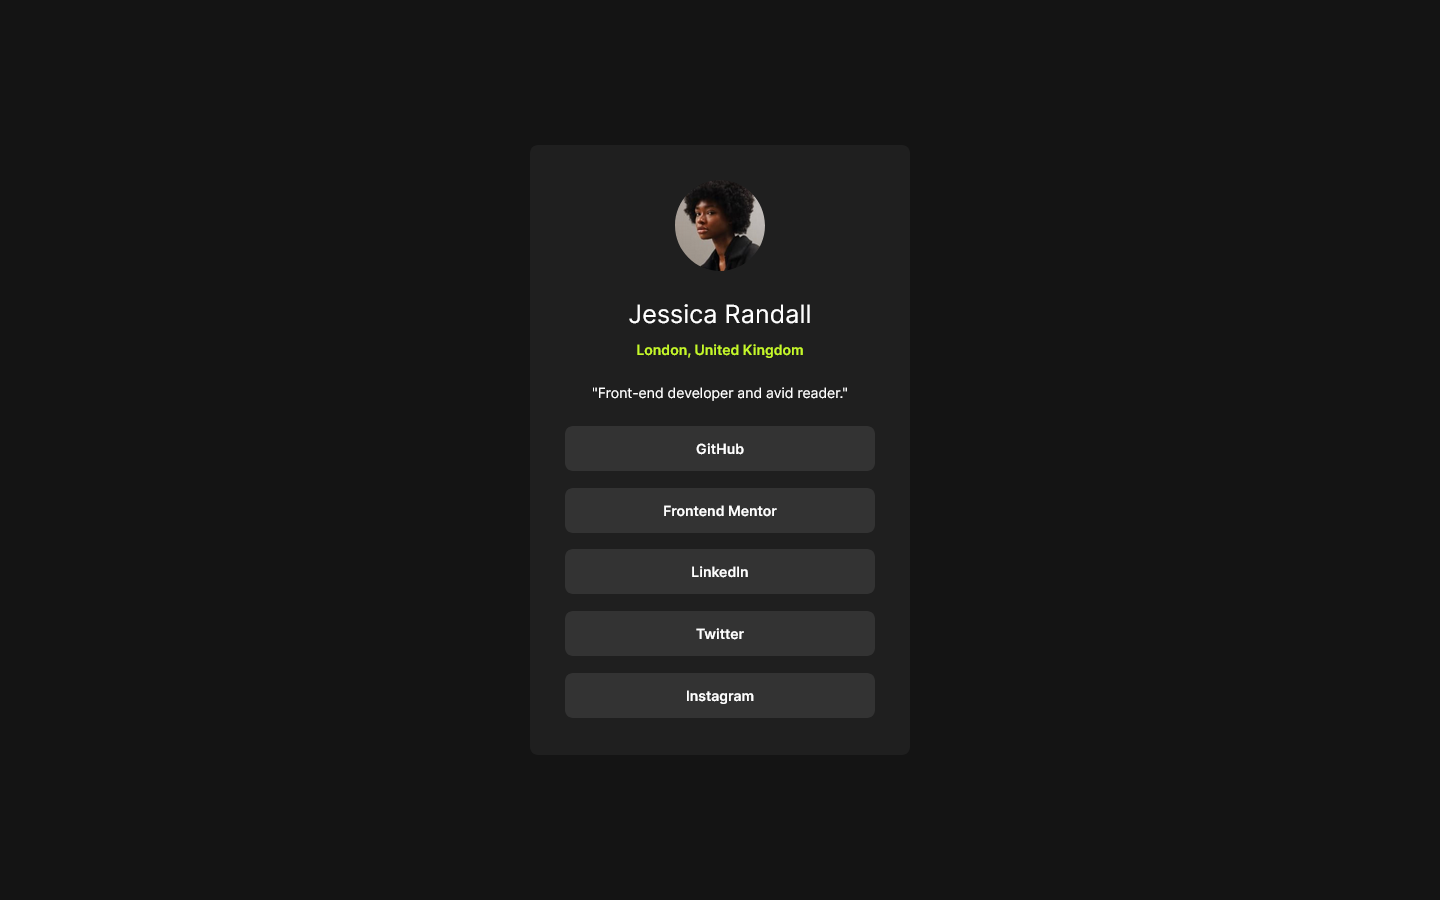 Jessica Randall
London, United Kingdom
"Front-end developer and avid reader."
GitHub
Frontend Mentor
LinkedIn
Twitter
Instagram